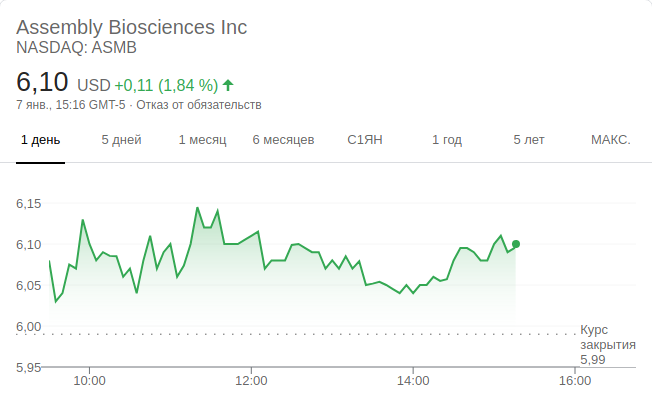 Assembly Biosciences Inc
NASDAQ: ASMB
6,10 USD +0,11 (1,84 %)
7 янв., 15:16 GMT-5 · Отказ от обязательств
1 день 5 дней 1 месяц 6 месяцев С1ЯН 1 год 5 лет МАКС.
6,15
6,10
6,05
6,00
Курс
закрытия
5,99
5,95
10:00 12:00 14:00 16:00